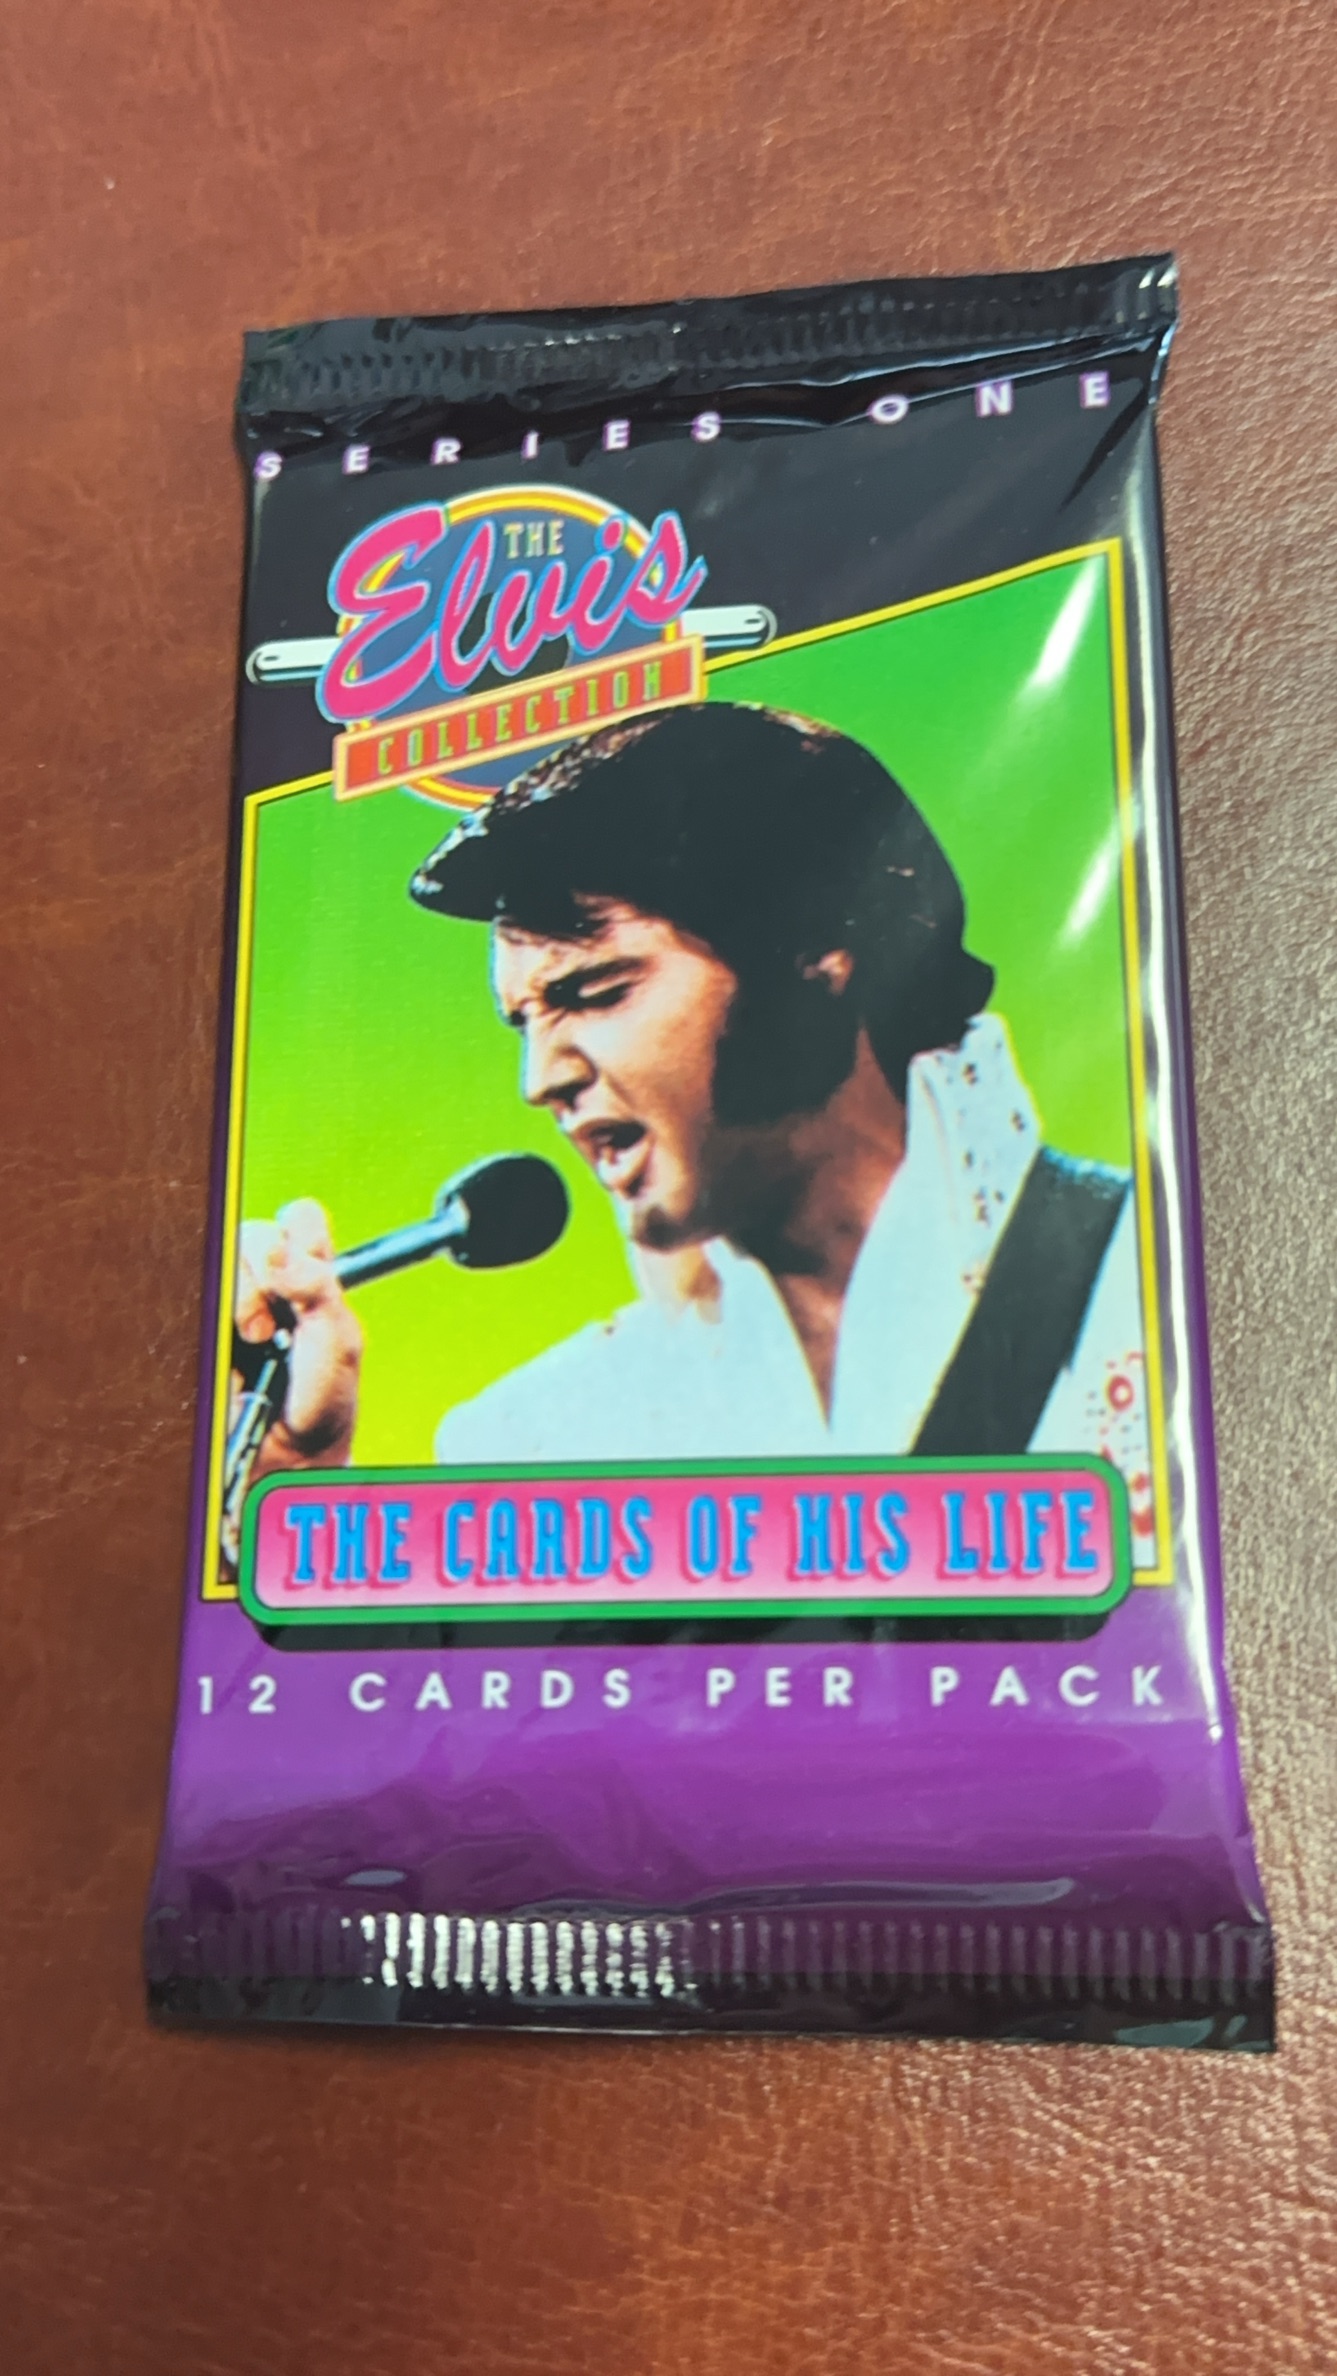 SERIES ONE
THE
Elvis
COLLECTION
THE CARDS OF HIS LIFE
12 CARDS PER PACK